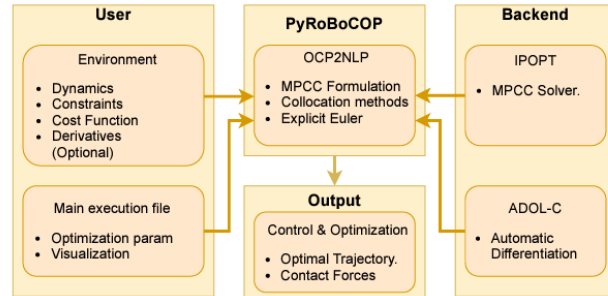 User
Environment
• Dynamics
• Constraints
• Cost Function
• Derivatives
(Optional)
Main execution file
• Optimization param
• Visualization
PyRoBoCOP
OCP2NLP
• MPCC Formulation
• Collocation methods
• Explicit Euler
Output
Control & Optimization
• Optimal Trajectory.
• Contact Forces
Backend
IPOPT
• MPCC Solver.
ADOL-C
• Automatic
Differentiation